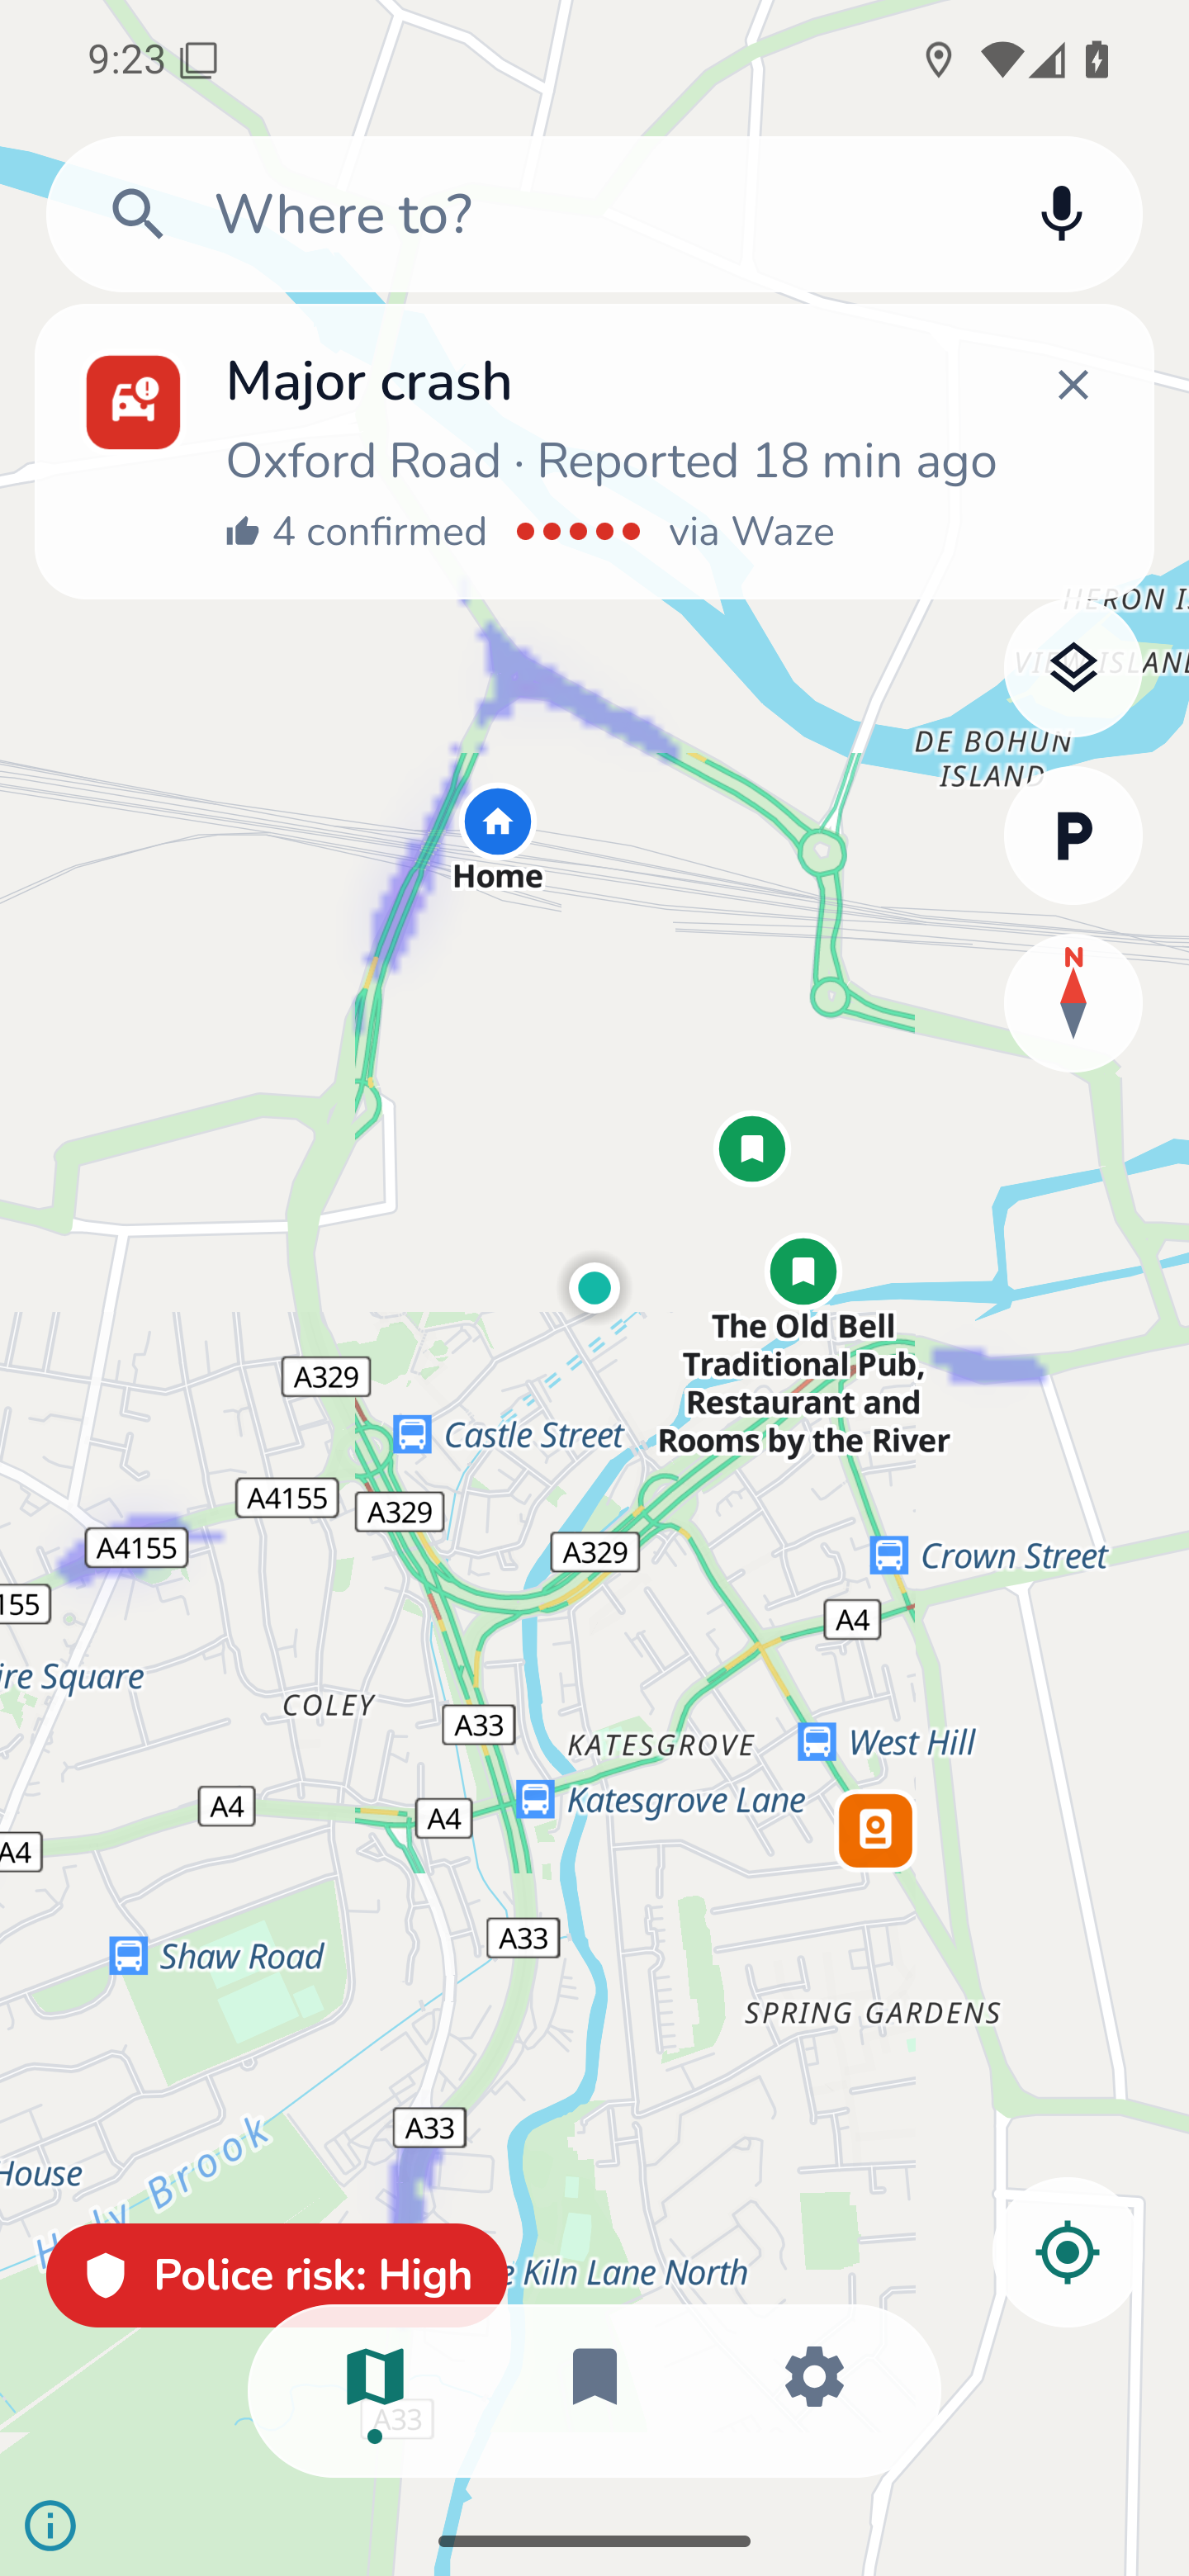 9:23
Where to?
Major crash
Oxford Road · Reported 18 min ago
4 confirmed ●●●●● via Waze
HERON
DE BOHUN
ISLAND
P
Home
N
The Old Bell
Traditional Pub,
Restaurant and
Rooms by the River
A329
Castle Street
A4155
A329
A4155
A329
Crown Street
155
A4
ire Square
COLEY
A33
KATESGROVE
West Hill
A4
A4
Katesgrove Lane
A4
A33
Shaw Road
SPRING GARDENS
A33
House
Holy Brook
Police risk: High
e Kiln Lane North
A33